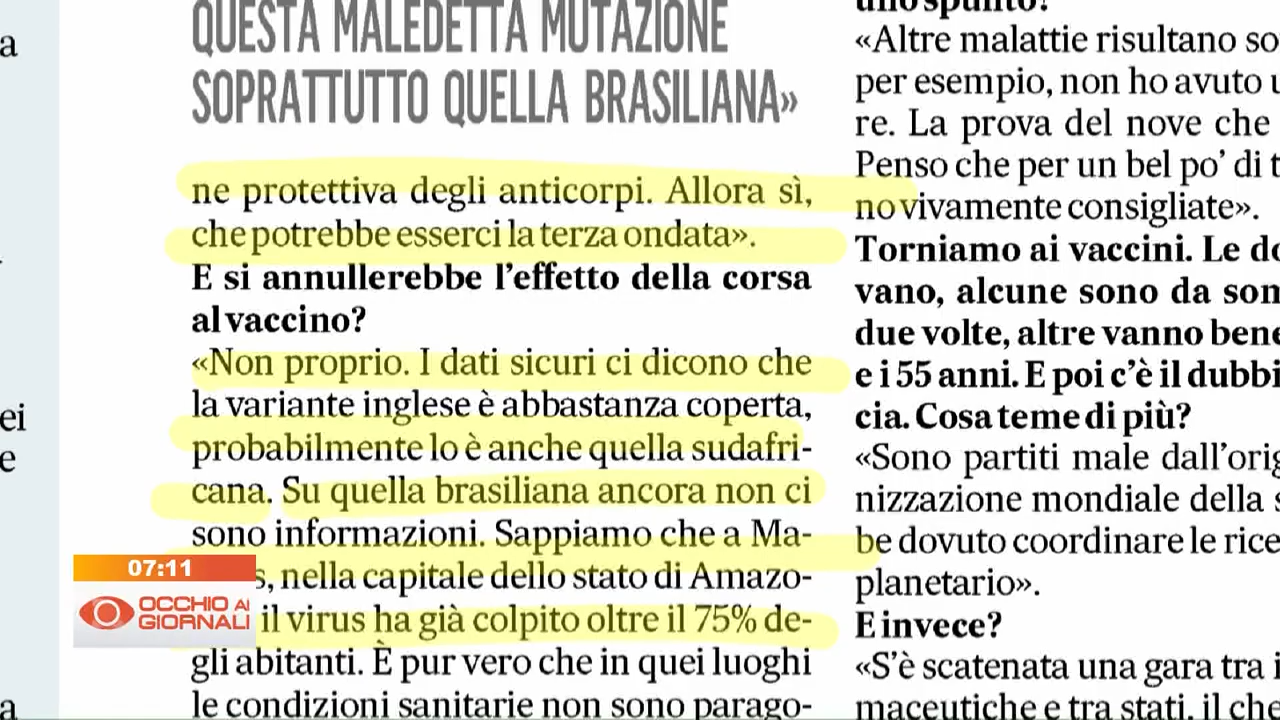 a
ei
e
a
QUESTA MALEDETTA MUTAZIONE
SOPRATTUTTO QUELLA BRASILIANA»
ne protettiva degli anticorpi. Allora sì,
che potrebbe esserci la terza ondata».
E si annullerebbe l'effetto della corsa
al vaccino?
«Non proprio. I dati sicuri ci dicono che
la variante inglese è abbastanza coperta,
probabilmente lo è anche quella sudafri-
cana. Su quella brasiliana ancora non ci
sono informazioni. Sappiamo che a Ma-
s, nella capitale dello stato di Amazo-
il virus ha già colpito oltre il 75% de-
gli abitanti. È pur vero che in quei luoghi
le condizioni sanitarie non sono parago-
uno spunto?
«Altre malattie risultano so
per esempio, non ho avuto u
re. La prova del nove che
Penso che per un bel po' di t
no vivamente consigliate».
Torniamo ai vaccini. Le do
vano, alcune sono da son
due volte, altre vanno bene
e i 55 anni. E poi c'è il dubbi
cia. Cosa teme di più?
«Sono partiti male dall'orig
nizzazione mondiale della s
be dovuto coordinare le rice
planetario».
E invece?
«S'è scatenata una gara tra i
maceutiche e tra stati, il che
07:11
OCCHIO AI
GIORNALI